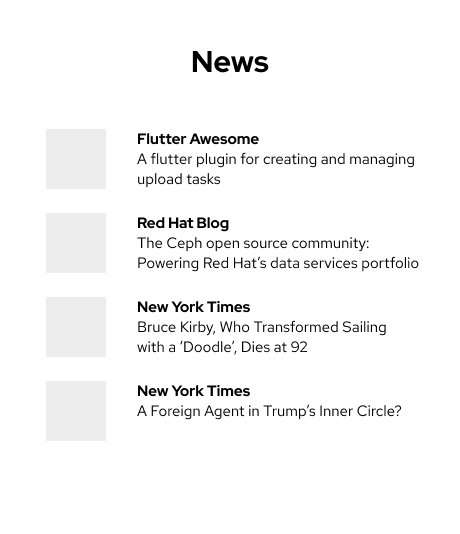 News
Flutter Awesome
A flutter plugin for creating and managing
upload tasks
Red Hat Blog
The Ceph open source community:
Powering Red Hat’s data services portfolio
New York Times
Bruce Kirby, Who Transformed Sailing
with a ‘Doodle’, Dies at 92
New York Times
A Foreign Agent in Trump’s Inner Circle?